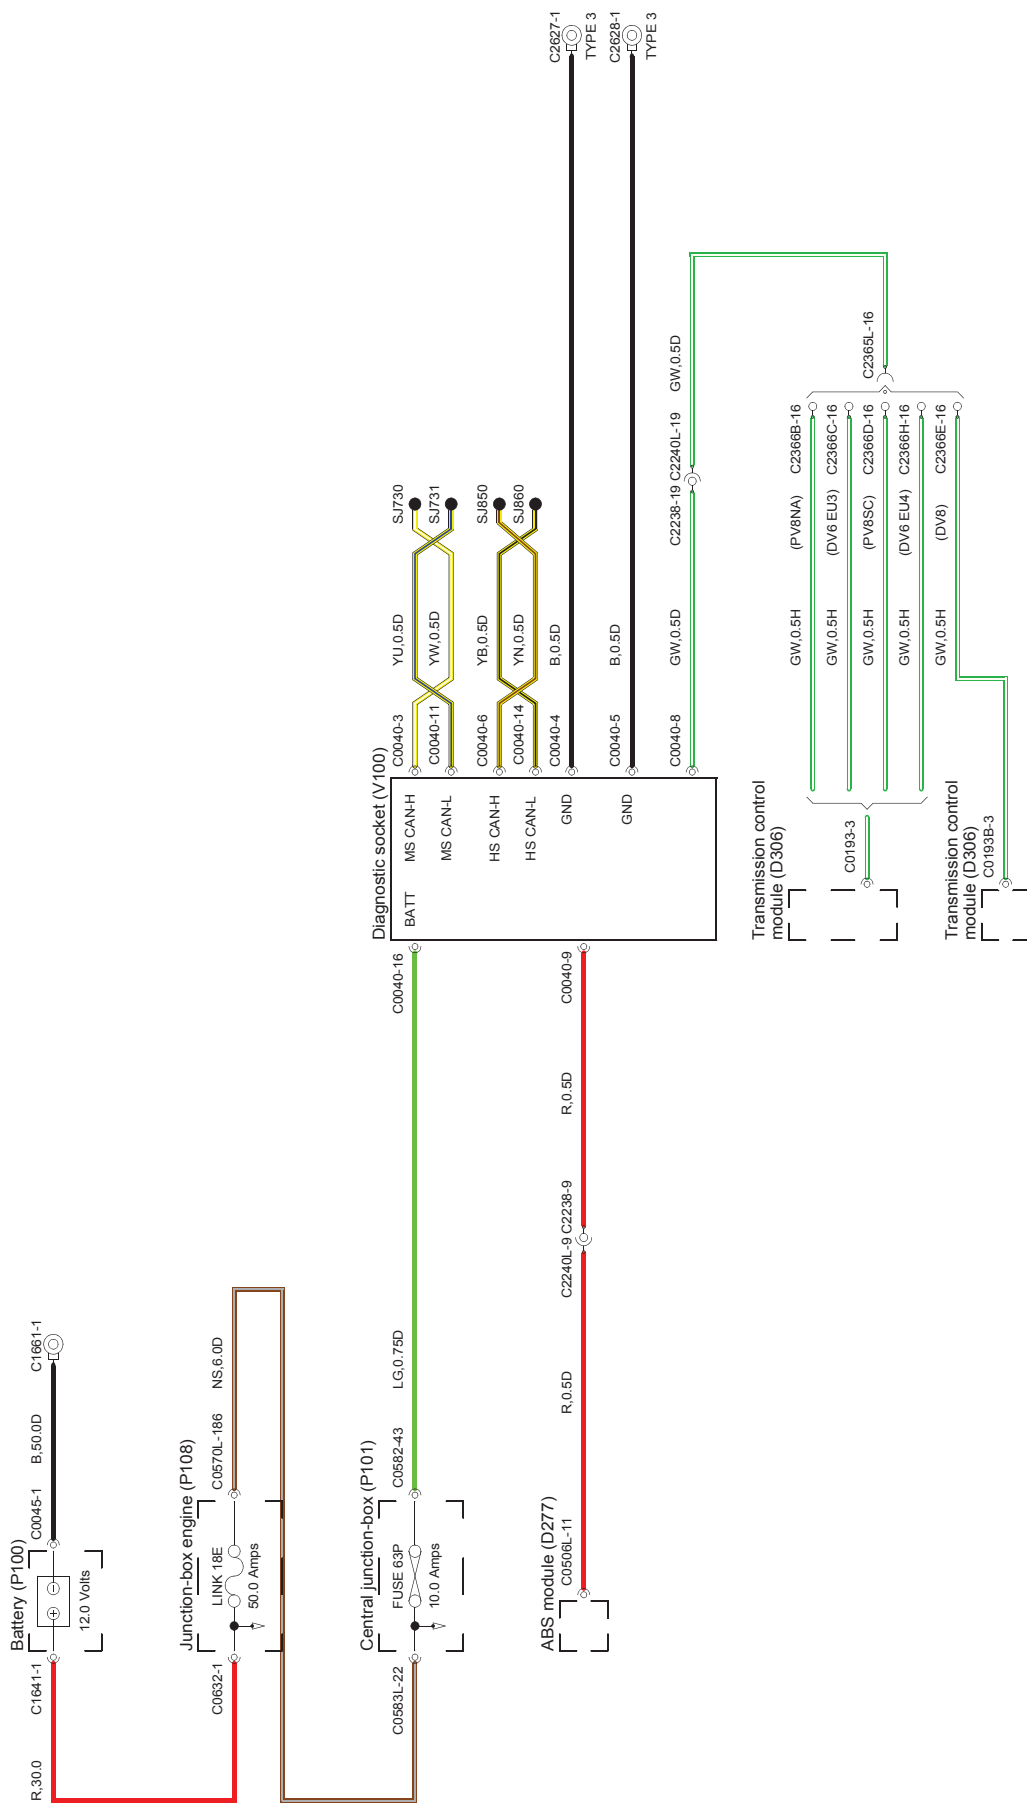 Battery (P100)
R,30.0
C1641-1
12.0 Volts
C0045-1
B,50.0D
C1661-1
Junction-box engine (P108)
C0632-1
LINK 18E
50.0 Amps
C0570L-186
NS,6.0D
Central junction-box (P101)
C0583L-22
FUSE 63P
10.0 Amps
C0582-43
LG,0.75D
C0040-16
ABS module (D277)
C0506L-11
R,0.5D
C2240L-9
C2238-9
R,0.5D
C0040-9
Diagnostic socket (V100)
BATT
MS CAN-H
MS CAN-L
HS CAN-H
HS CAN-L
GND
GND
C0040-3
YU,0.5D
SJ730
C0040-11
YW,0.5D
SJ731
C0040-6
YB,0.5D
SJ850
C0040-14
YN,0.5D
SJ860
C0040-4
B,0.5D
C2627-1
TYPE 3
C0040-5
B,0.5D
C2628-1
TYPE 3
C0040-8
GW,0.5D
C2238-19
C2240L-19
GW,0.5D
C2365L-16
Transmission control
module (D306)
C0193-3
GW,0.5H
(PV8NA)
C2366B-16
GW,0.5H
(DV6 EU3)
C2366C-16
GW,0.5H
(PV8SC)
C2366D-16
GW,0.5H
(DV6 EU4)
C2366H-16
GW,0.5H
(DV8)
C2366E-16
Transmission control
module (D306)
C0193B-3